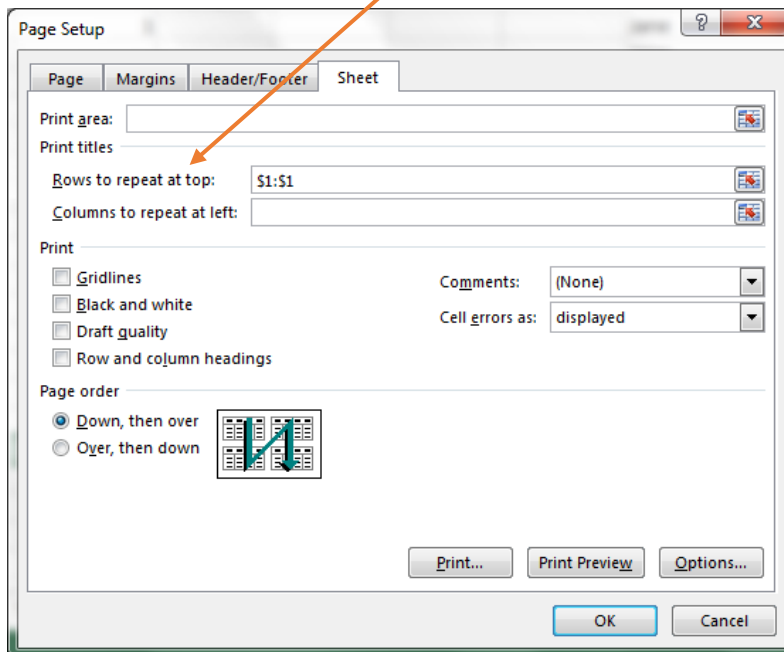 Page Setup
Page Margins Header/Footer Sheet
Print area:
Print titles
Rows to repeat at top: $1:$1
Columns to repeat at left:
Print
Gridlines Comments: (None)
Black and white Cell errors as: displayed
Draft quality
Row and column headings
Page order
Down, then over
Over, then down
Print... Print Preview Options...
OK Cancel